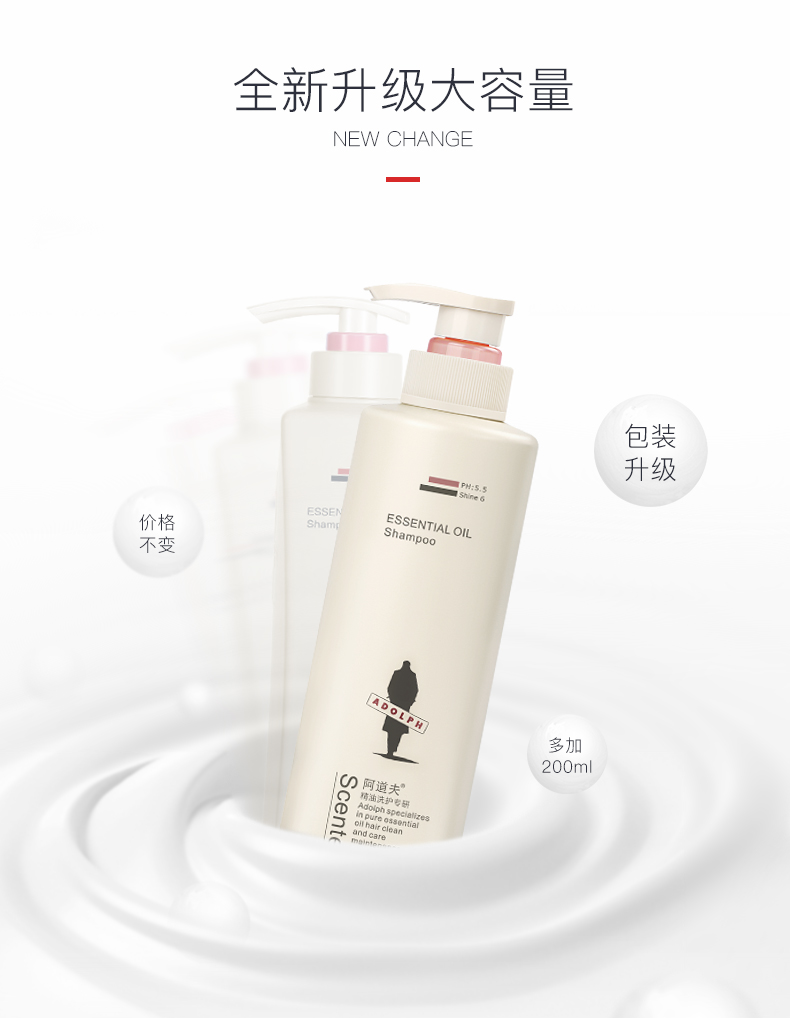 全新升级大容量
NEW CHANGE
包装
升级
价格
不变
多加
200ml
PH:5.5
Shine 6
ESSENTIAL OIL
Shampoo
ADOLPH
阿道夫®
精油洗护专研
Adolph specializes
in pure essential
oil hair clean
and care